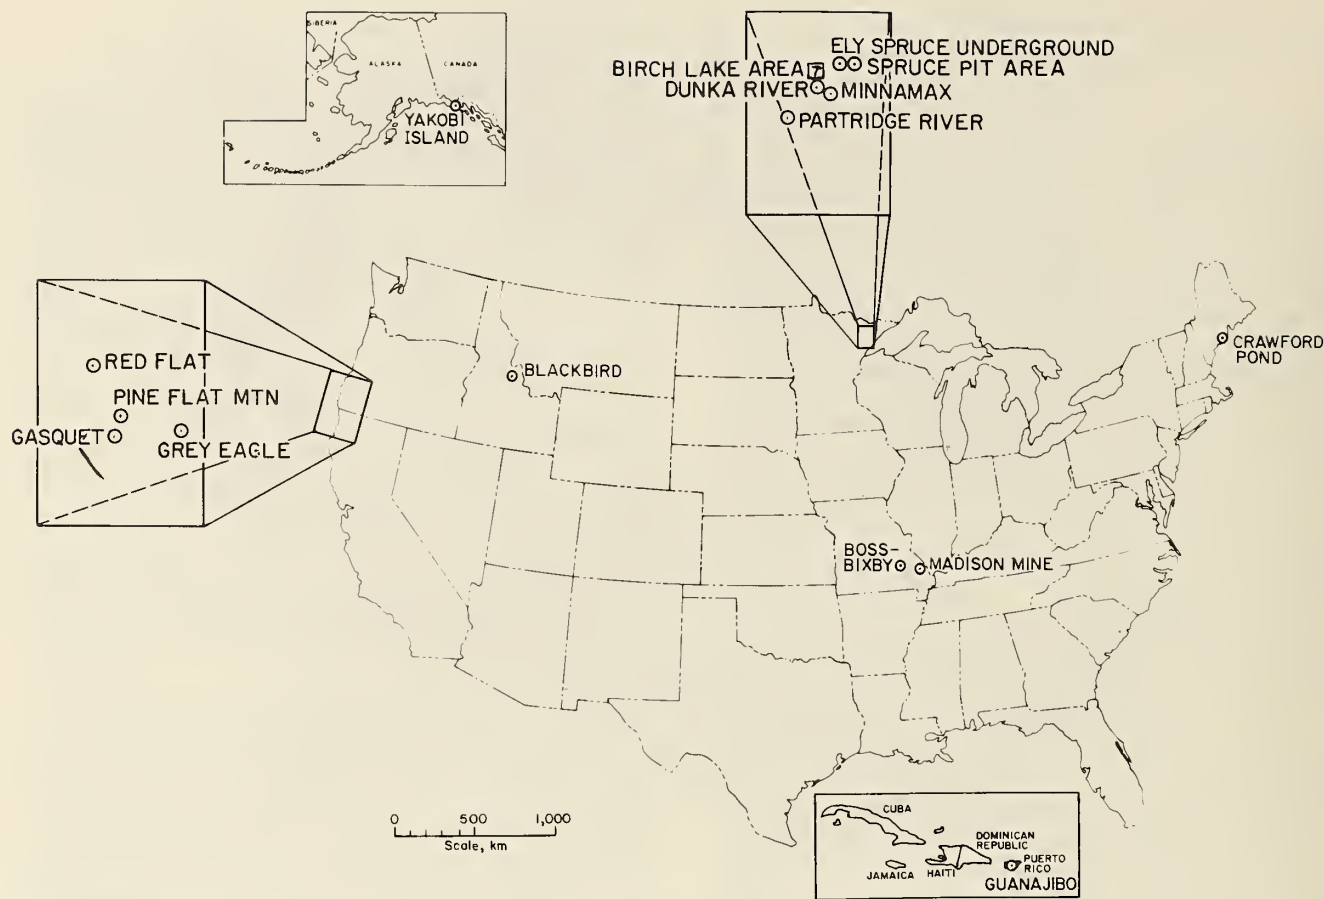 SIBERIA
ALASKA
CANADA
YAKOBI
ISLAND
ELY SPRUCE UNDERGROUND
BIRCH LAKE AREA
7
SPRUCE PIT AREA
DUNKA RIVER
MINNAMAX
PARTRIDGE RIVER
RED FLAT
PINE FLAT MTN
GASQUET
GREY EAGLE
BLACKBIRD
CRAWFORD
POND
BOSS-
BIXBY
MADISON MINE
0 500 1,000
Scale, km
CUBA
DOMINICAN
REPUBLIC
JAMAICA
HAITI
PUERTO
RICO
GUANAJIBO